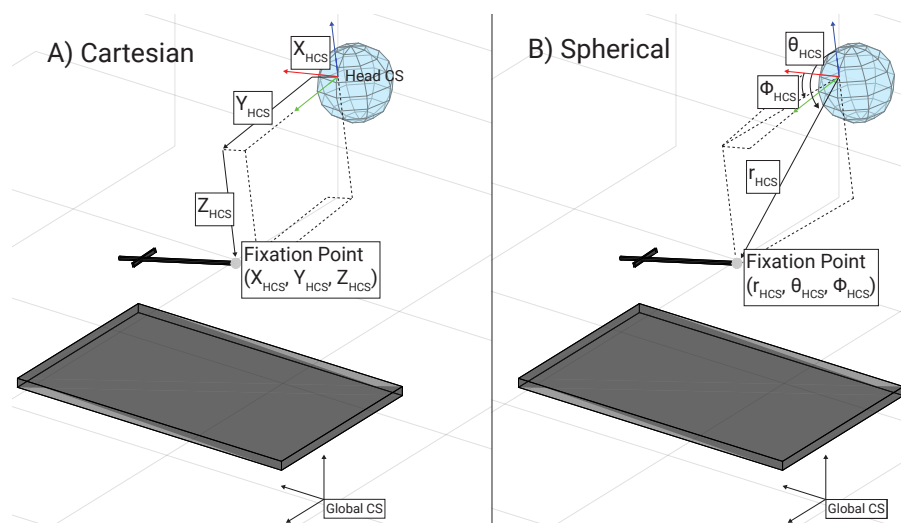 A) Cartesian
X_HCS
Head CS
Y_HCS
Z_HCS
Fixation Point
(X_HCS, Y_HCS, Z_HCS)
Global CS
B) Spherical
θ_HCS
Φ_HCS
r_HCS
Fixation Point
(r_HCS, θ_HCS, Φ_HCS)
Global CS